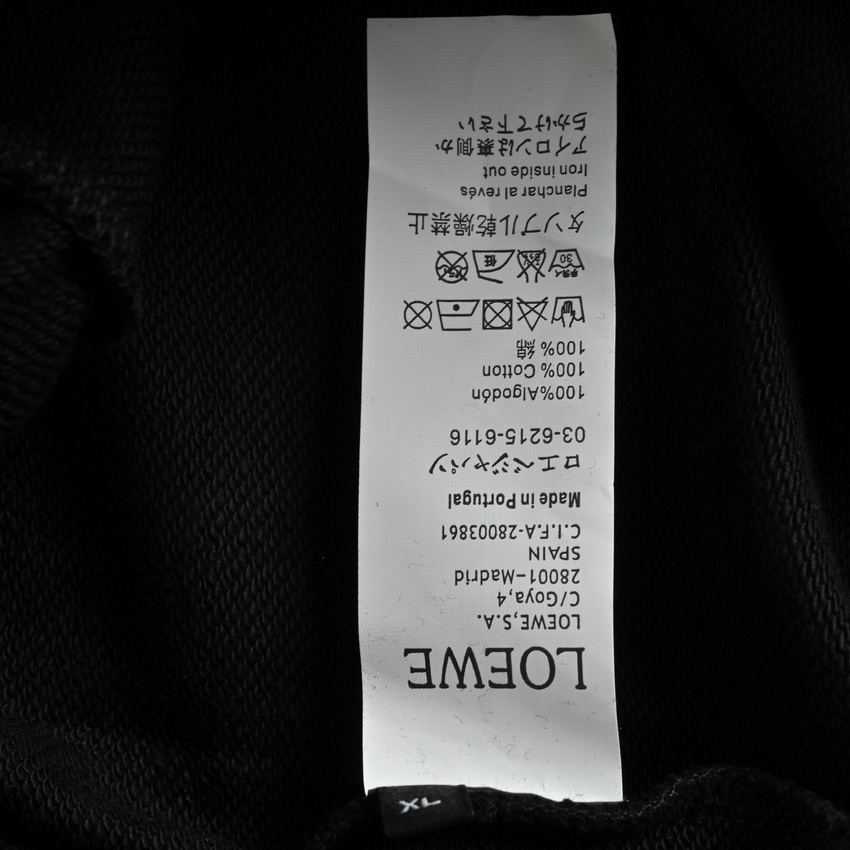 LOEWE
LOEWE,S.A.
C/Goya,4
28001-Madrid
SPAIN
C.I.F.A-28003861
Made in Portugal
ロエベジャパン
03-6215-6116
100%Algodón
100% Cotton
100% 綿
30
低
タンブル乾燥禁止
Planchar al revés
Iron inside out
アイロンは裏側か
らかけて下さい
XL